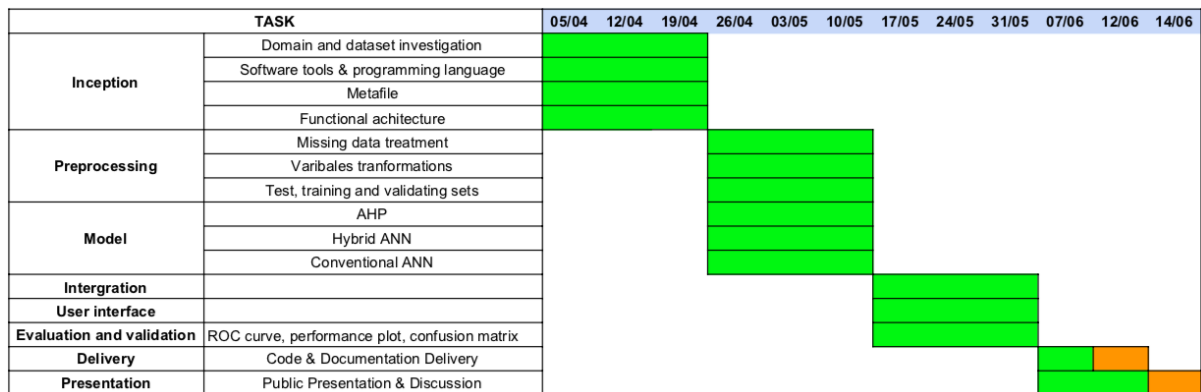 TASK 05/04 12/04 19/04 26/04 03/05 10/05 17/05 24/05 31/05 07/06 12/06 14/06
Inception
Domain and dataset investigation
Software tools & programming language
Metafile
Functional achitecture
Preprocessing
Missing data treatment
Varibales tranformations
Test, training and validating sets
Model
AHP
Hybrid ANN
Conventional ANN
Intergration
User interface
Evaluation and validation ROC curve, performance plot, confusion matrix
Delivery Code & Documentation Delivery
Presentation Public Presentation & Discussion